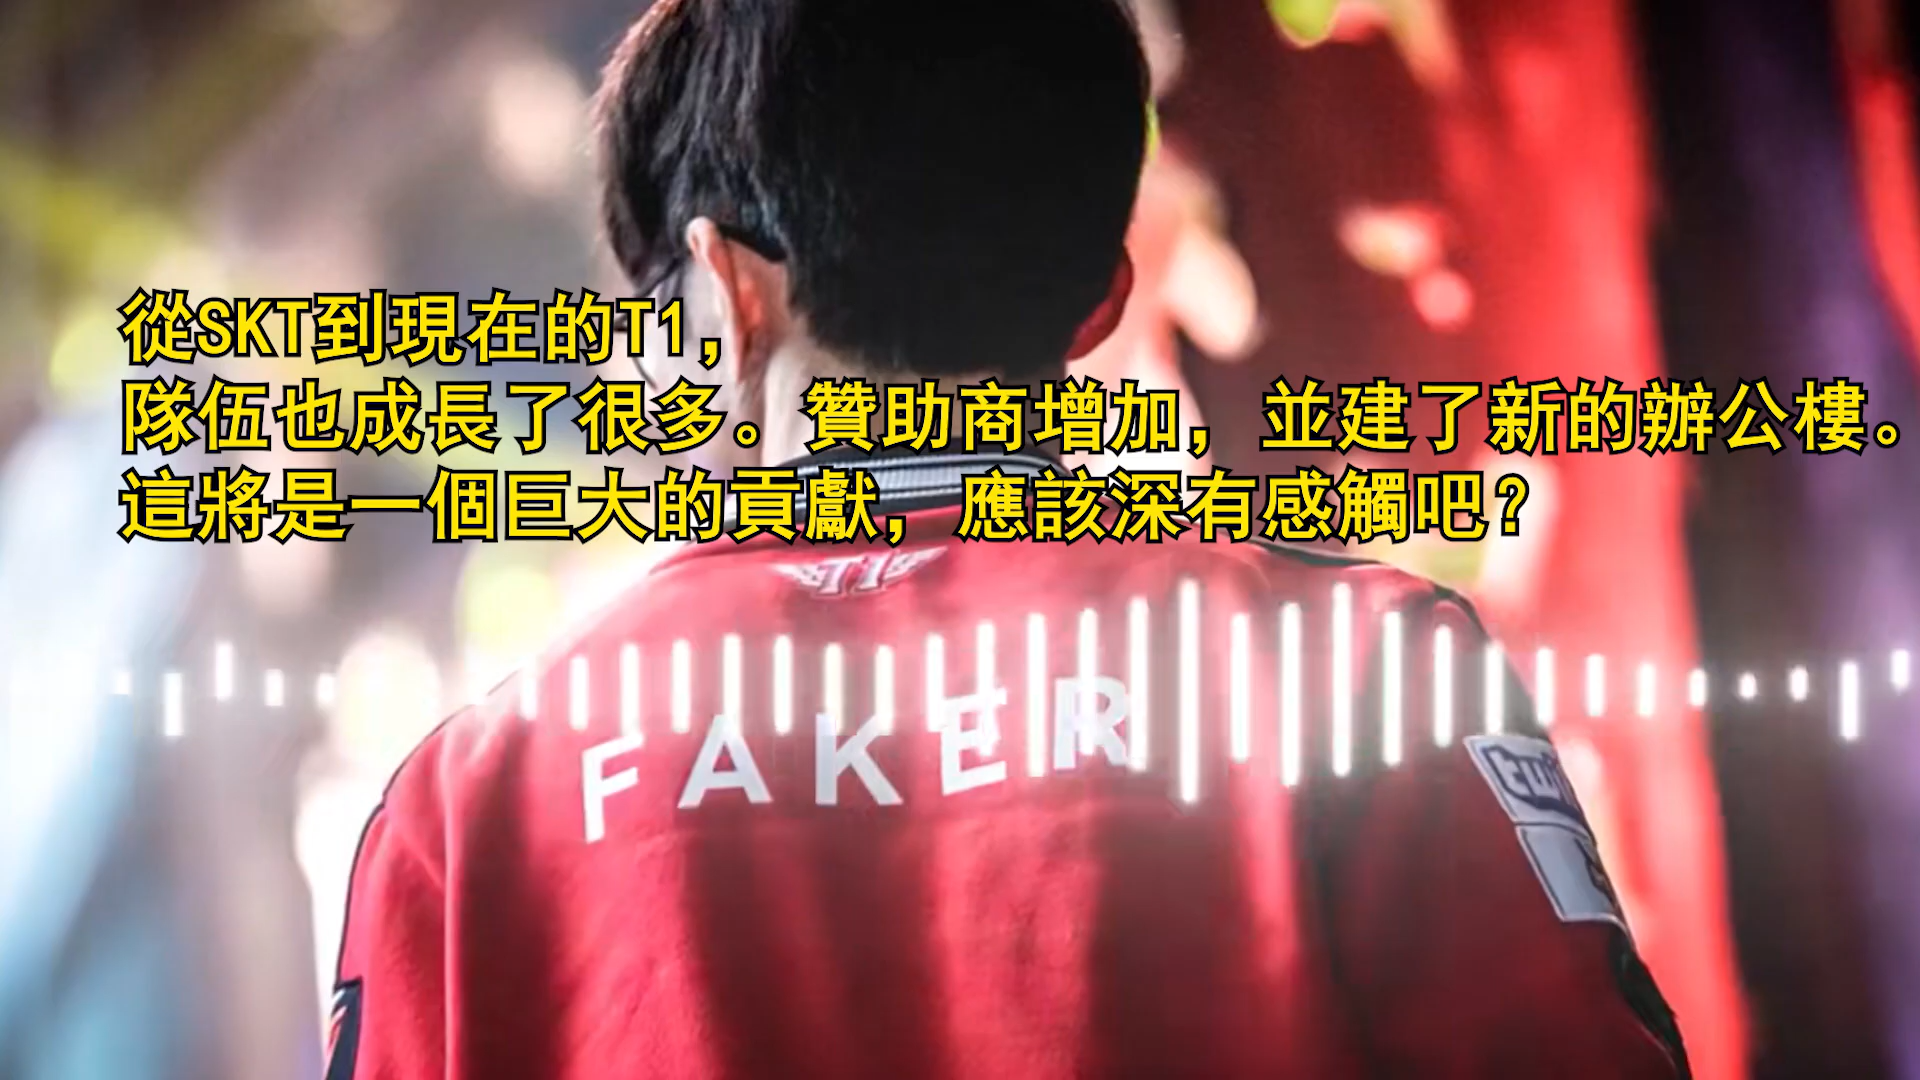 從SKT到現在的T1，
隊伍也成長了很多。贊助商增加，並建了新的辦公樓。
這將是一個巨大的貢獻，應該深有感觸吧？
T1
FAKER